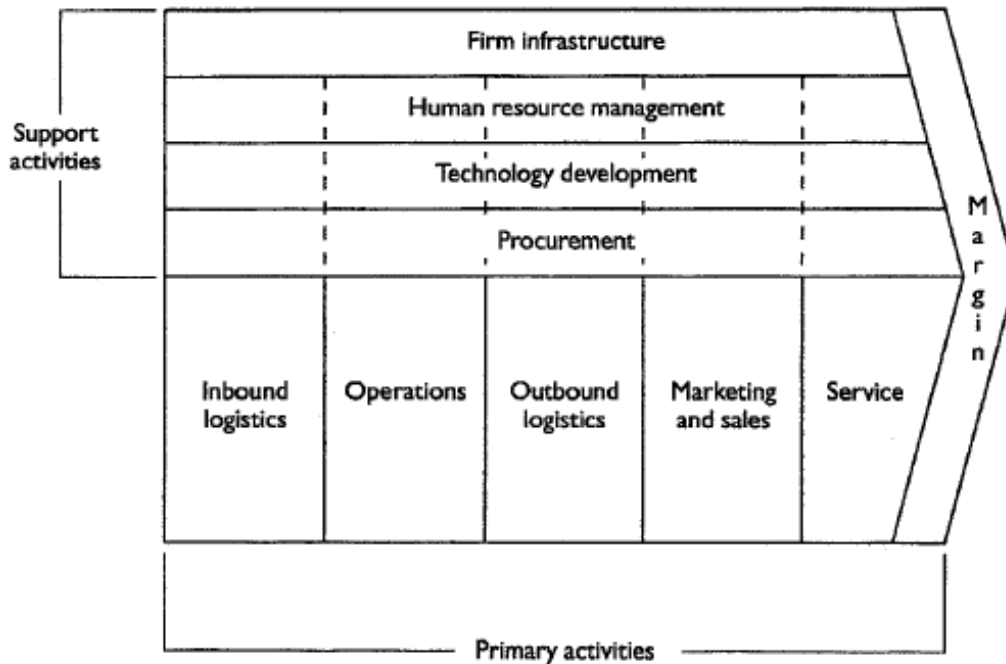 Firm infrastructure
Human resource management
Support
activities
Technology development
Procurement
Margin
Inbound
logistics
Operations
Outbound
logistics
Marketing
and sales
Service
Primary activities